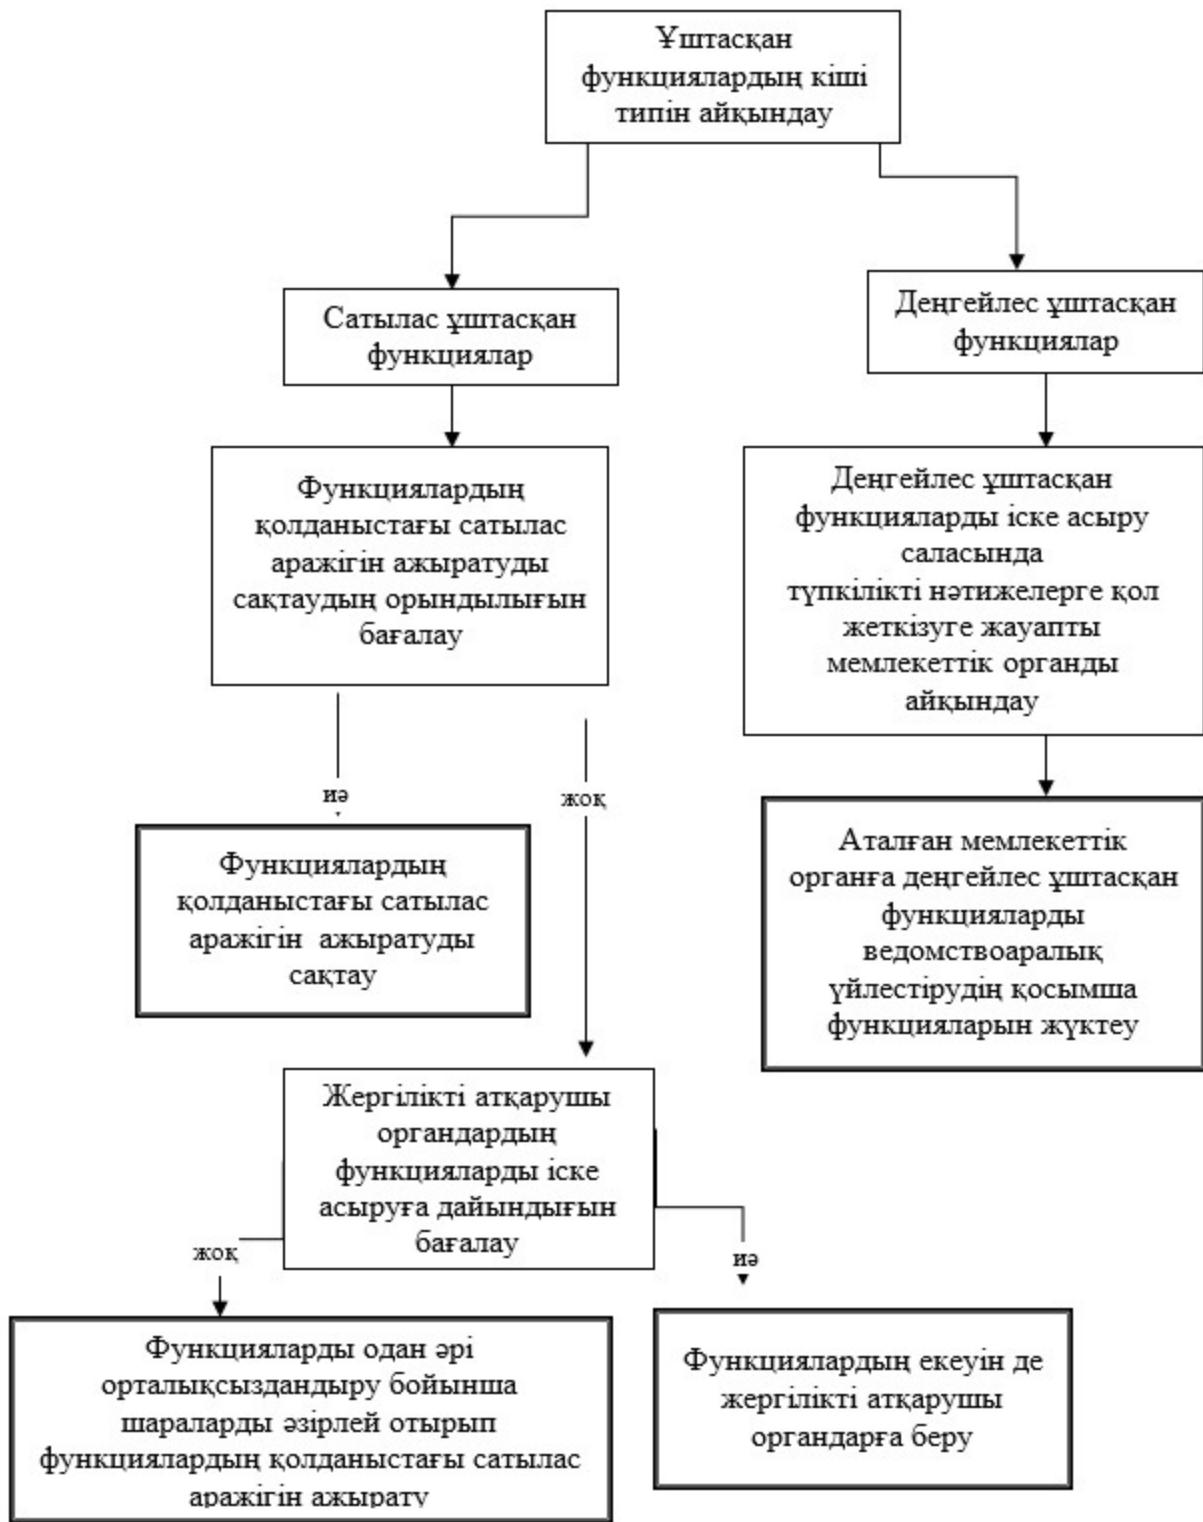 Ұштасқан
функциялардың кіші
типін айқындау
Сатылас ұштасқан
функциялар
Деңгейлес ұштасқан
функциялар
Функциялардың
қолданыстағы сатылас
аражігін ажыратуды
сақтаудың орындылығын
бағалау
Деңгейлес ұштасқан
функцияларды іске асыру
саласында
түпкілікті нәтижелерге қол
жеткізуге жауапты
мемлекеттік органды
айқындау
иә
жоқ
Функциялардың
қолданыстағы сатылас
аражігін ажыратуды
сақтау
Аталған мемлекеттік
органға деңгейлес ұштасқан
функцияларды
ведомствоаралық
үйлестірудің қосымша
функцияларын жүктеу
Жергілікті атқарушы
органдардың
функцияларды іске
асыруға дайындығын
бағалау
жоқ
иә
Функцияларды одан әрі
орталықсыздандыру бойынша
шараларды әзірлей отырып
функциялардың қолданыстағы сатылас
аражігін ажырату
Функциялардың екеуін де
жергілікті атқарушы
органдарға беру